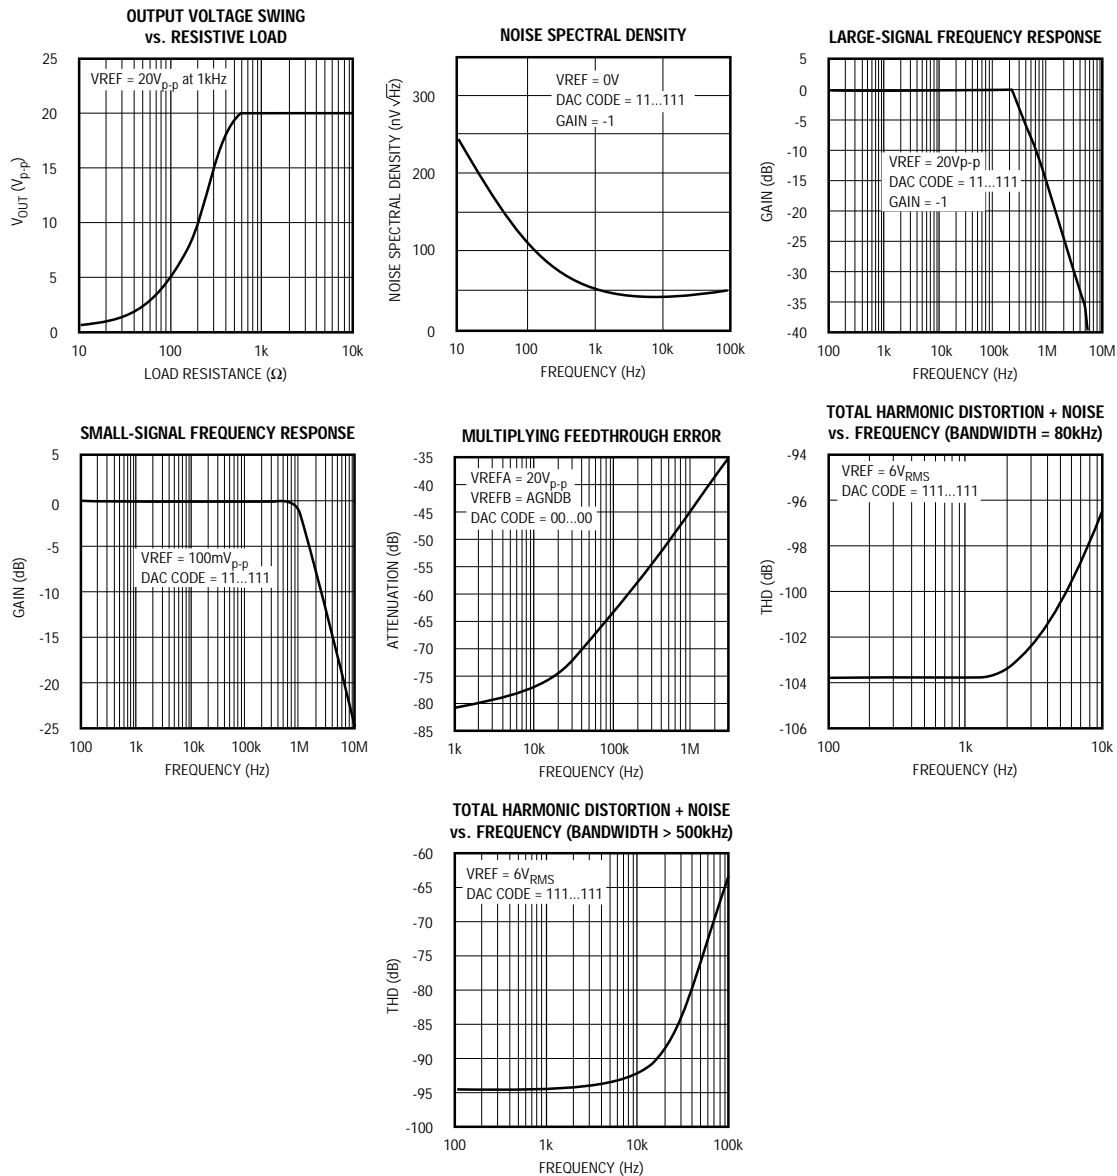 OUTPUT VOLTAGE SWING
vs. RESISTIVE LOAD
VREF = 20Vp-p at 1kHz
VOUT (Vp-p)
25
20
15
10
5
0
10
100
1k
10k
LOAD RESISTANCE (Ω)
NOISE SPECTRAL DENSITY
VREF = 0V
DAC CODE = 11...111
GAIN = -1
NOISE SPECTRAL DENSITY (nV √Hz)
300
200
100
0
10
100
1k
10k
100k
FREQUENCY (Hz)
LARGE-SIGNAL FREQUENCY RESPONSE
VREF = 20Vp-p
DAC CODE = 11...111
GAIN = -1
GAIN (dB)
5
0
-5
-10
-15
-20
-25
-30
-35
-40
100
1k
10k
100k
1M
10M
FREQUENCY (Hz)
SMALL-SIGNAL FREQUENCY RESPONSE
VREF = 100mVp-p
DAC CODE = 11...111
GAIN (dB)
5
0
-5
-10
-15
-20
-25
100
1k
10k
100k
1M
10M
FREQUENCY (Hz)
MULTIPLYING FEEDTHROUGH ERROR
VREFA = 20Vp-p
VREFB = AGNDB
DAC CODE = 00...00
ATTENUATION (dB)
-35
-40
-45
-50
-55
-60
-65
-70
-75
-80
-85
1k
10k
100k
1M
FREQUENCY (Hz)
TOTAL HARMONIC DISTORTION + NOISE
vs. FREQUENCY (BANDWIDTH = 80kHz)
VREF = 6VRMS
DAC CODE = 111...111
THD (dB)
-94
-96
-98
-100
-102
-104
-106
100
1k
10k
FREQUENCY (Hz)
TOTAL HARMONIC DISTORTION + NOISE
vs. FREQUENCY (BANDWIDTH > 500kHz)
VREF = 6VRMS
DAC CODE = 111...111
THD (dB)
-60
-65
-70
-75
-80
-85
-90
-95
-100
100
1k
10k
100k
FREQUENCY (Hz)